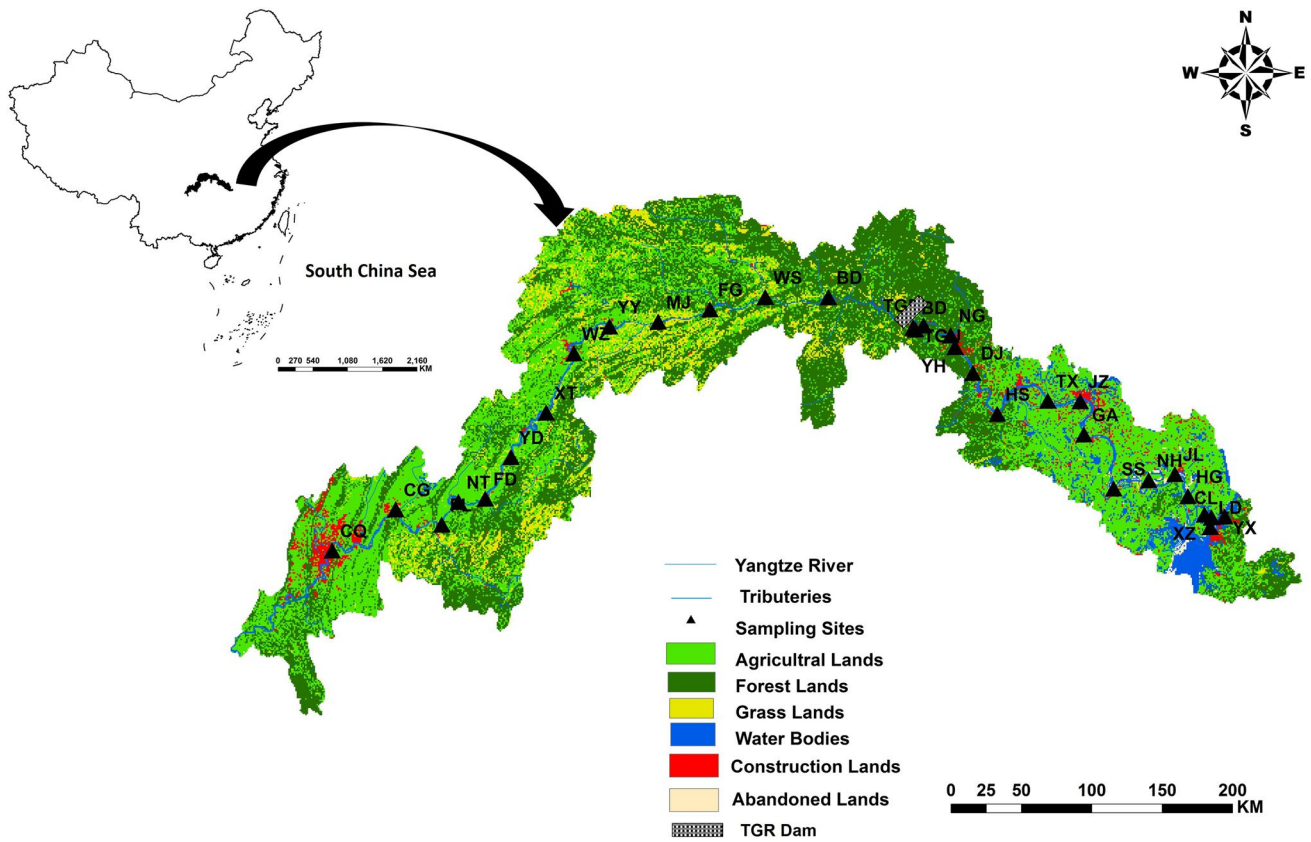 N
W
E
S
South China Sea
0 270 540 1,080 1,620 2,160
KM
WS
BD
FG
MJ
YY
WZ
TG
BD
NG
YH
DJ
XT
HS
TX
JZ
GA
YD
FD
NT
CG
CQ
SS
NH
JL
HG
CL
LD
XZ
YX
Yangtze River
Tributeries
Sampling Sites
Agricultral Lands
Forest Lands
Grass Lands
Water Bodies
Construction Lands
Abandoned Lands
TGR Dam
0 25 50 100 150 200
KM